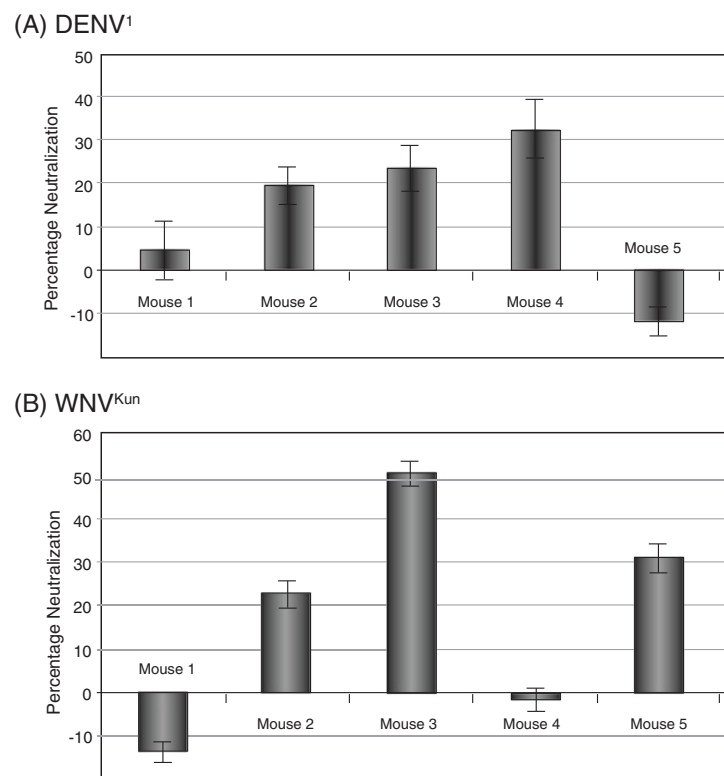 (A) DENV¹
Percentage Neutralization
50
40
30
20
10
0
-10
Mouse 1
Mouse 2
Mouse 3
Mouse 4
Mouse 5
(B) WNVᴷᵘⁿ
Percentage Neutralization
60
50
40
30
20
10
0
-10
Mouse 1
Mouse 2
Mouse 3
Mouse 4
Mouse 5